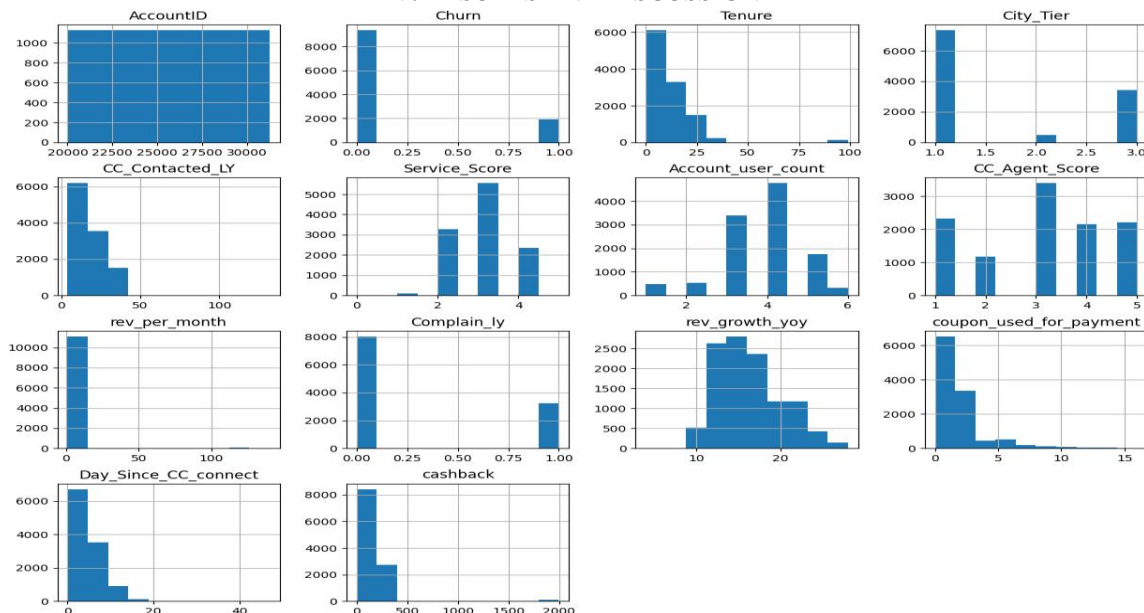 AccountID
1000
800
600
400
200
0
20000 22500 25000 27500 30000
Churn
8000
6000
4000
2000
0
0.00 0.25 0.50 0.75 1.00
Tenure
6000
4000
2000
0
0 25 50 75 100
City_Tier
6000
4000
2000
0
1.0 1.5 2.0 2.5 3.0
CC_Contacted_LY
6000
4000
2000
0
0 50 100
Service_Score
4000
2000
0
0 2 4
Account_user_count
4000
3000
2000
1000
0
2 4 6
CC_Agent_Score
3000
2000
1000
0
1 2 3 4 5
rev_per_month
10000
8000
6000
4000
2000
0
0 50 100
Complain_ly
8000
6000
4000
2000
0
0.00 0.25 0.50 0.75 1.00
rev_growth_yoy
2500
2000
1500
1000
500
0
10 20
coupon_used_for_payment
6000
4000
2000
0
0 5 10 15
Day_Since_CC_connect
6000
4000
2000
0
0 20 40
cashback
8000
6000
4000
2000
0
0 500 1000 1500 2000